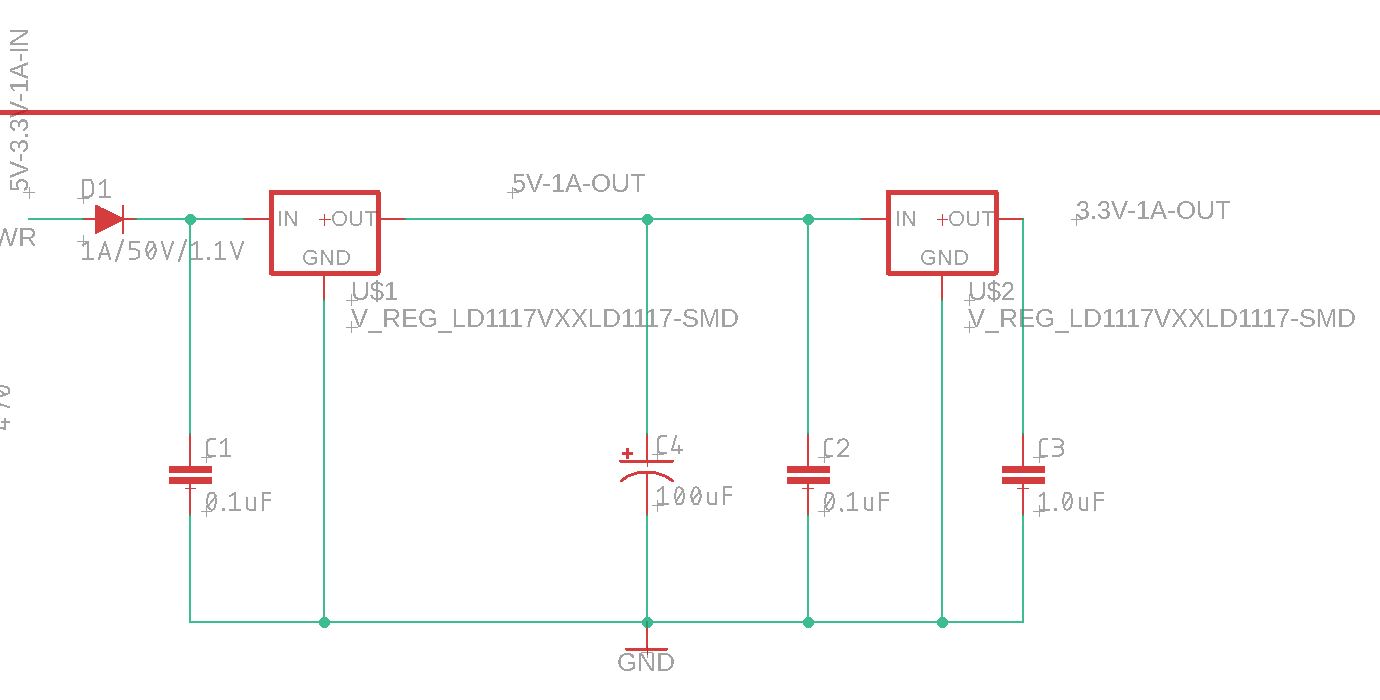 5V-3.3V-1A-IN
D1
5V-1A-OUT
3.3V-1A-OUT
IN
OUT
GND
IN
OUT
GND
WR
1A/50V/1.1V
U$1
V_REG_LD1117VXXLD1117-SMD
U$2
V_REG_LD1117VXXLD1117-SMD
470
C1
0.1uF
C4
100uF
C2
0.1uF
C3
1.0uF
GND